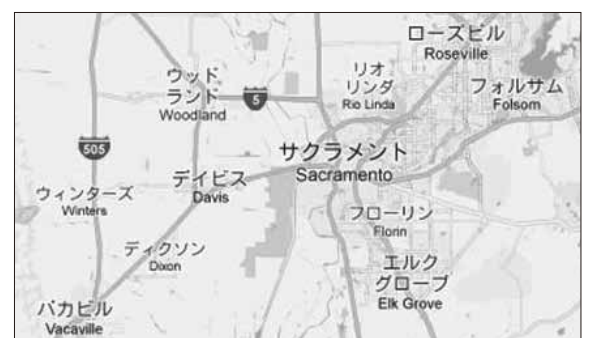 ローズビル
Roseville
リオ
リンダ
Rio Linda
フォルサム
Folsom
ウッド
ランド
Woodland
5
505
サクラメント
Sacramento
デイビス
Davis
ウィンターズ
Winters
フローリン
Florin
ディクソン
Dixon
エルク
グローブ
Elk Grove
バカビル
Vacaville